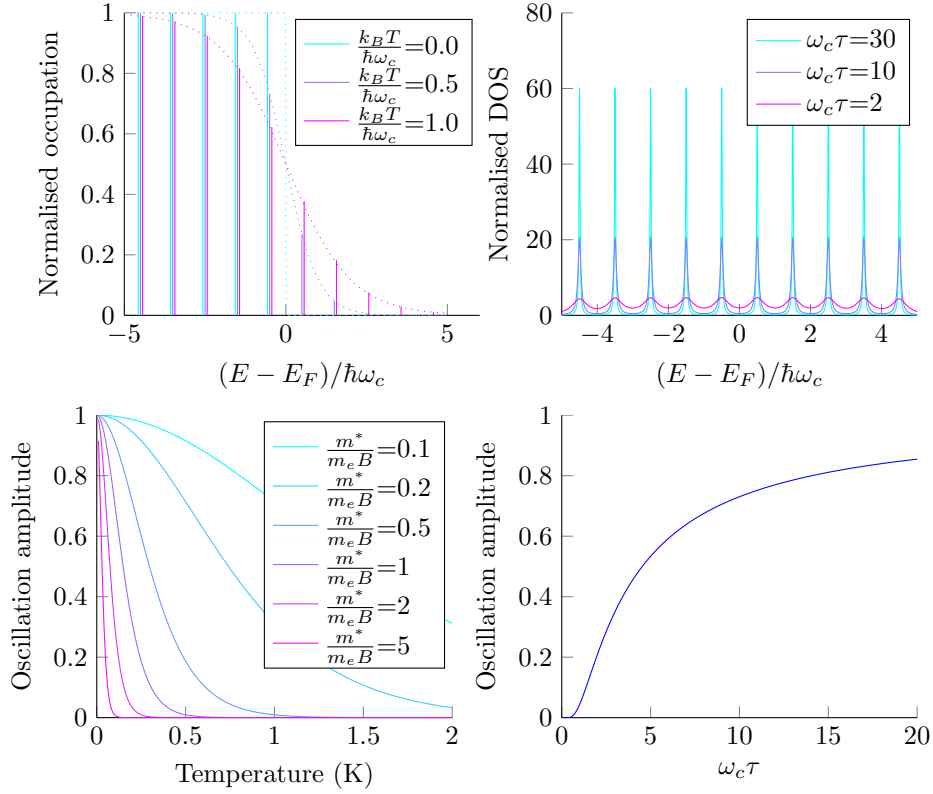 Normalised occupation
1
0.8
0.6
0.4
0.2
0
−5
0
5
(E − E_F)/ħω_c
k_BT/ħω_c=0.0
k_BT/ħω_c=0.5
k_BT/ħω_c=1.0
Normalised DOS
80
60
40
20
0
−4
−2
0
2
4
(E − E_F)/ħω_c
ω_cτ=30
ω_cτ=10
ω_cτ=2
Oscillation amplitude
1
0.8
0.6
0.4
0.2
0
0
0.5
1
1.5
2
Temperature (K)
m*/m_eB=0.1
m*/m_eB=0.2
m*/m_eB=0.5
m*/m_eB=1
m*/m_eB=2
m*/m_eB=5
Oscillation amplitude
1
0.8
0.6
0.4
0.2
0
0
5
10
15
20
ω_cτ